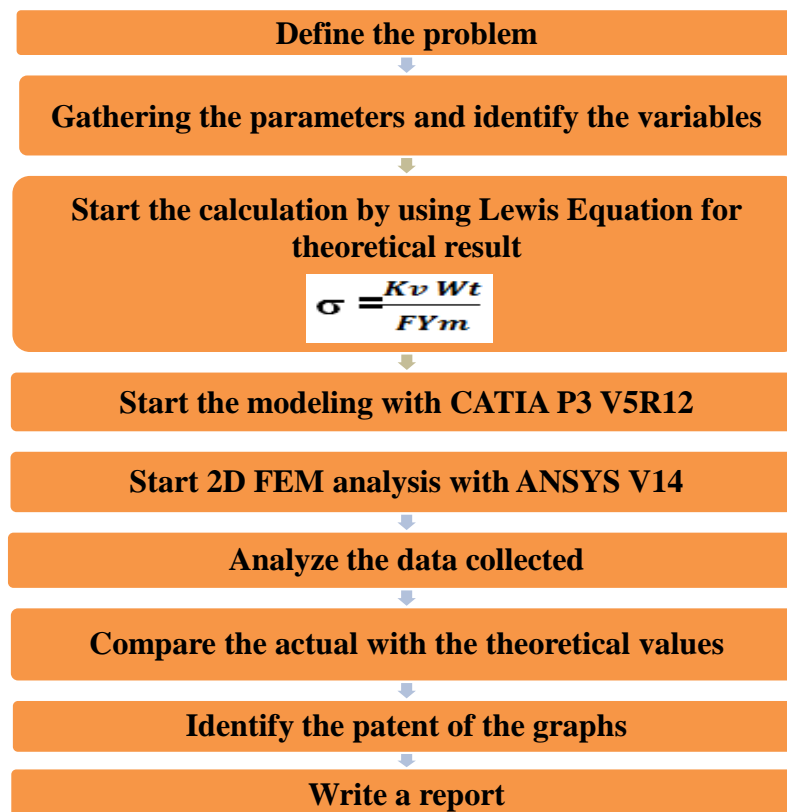 Define the problem
Gathering the parameters and identify the variables
Start the calculation by using Lewis Equation for
theoretical result
σ = Kv Wt / FYm
Start the modeling with CATIA P3 V5R12
Start 2D FEM analysis with ANSYS V14
Analyze the data collected
Compare the actual with the theoretical values
Identify the patent of the graphs
Write a report